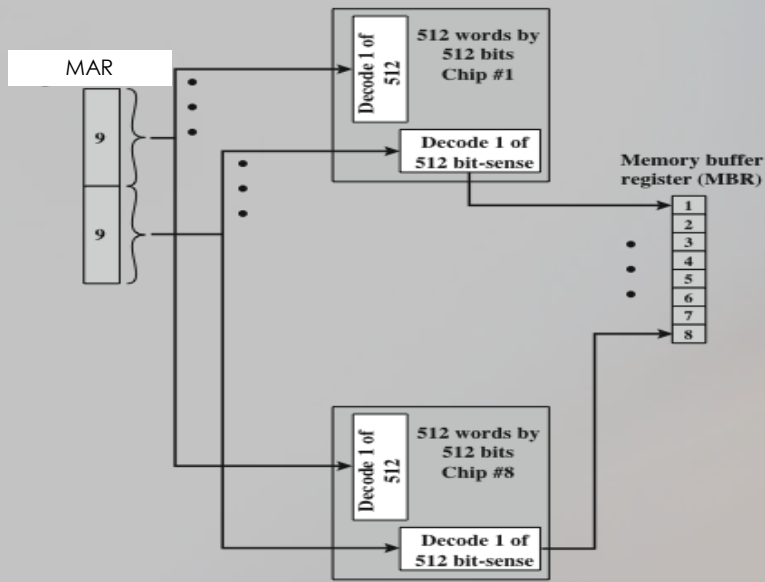 MAR
9
9
Decode 1 of
512
512 words by
512 bits
Chip #1
Decode 1 of
512 bit-sense
Memory buffer
register (MBR)
1
2
3
4
5
6
7
8
Decode 1 of
512
512 words by
512 bits
Chip #8
Decode 1 of
512 bit-sense